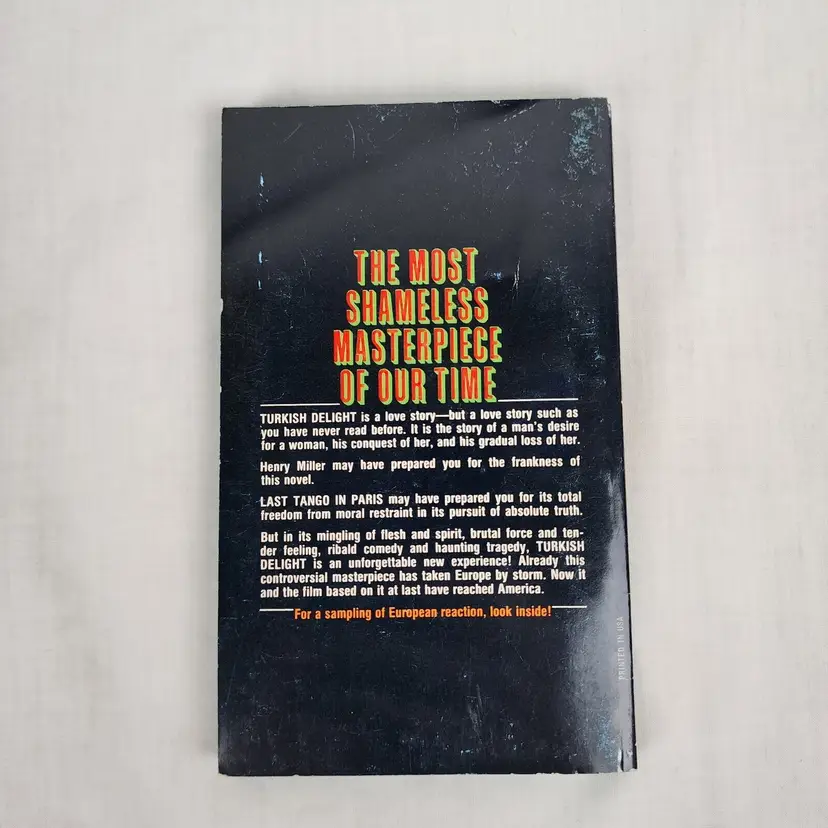 THE MOST
SHAMELESS
MASTERPIECE
OF OUR TIME
TURKISH DELIGHT is a love story—but a love story such as
you have never read before. It is the story of a man's desire
for a woman, his conquest of her, and his gradual loss of her.
Henry Miller may have prepared you for the frankness of
this novel.
LAST TANGO IN PARIS may have prepared you for its total
freedom from moral restraint in its pursuit of absolute truth.
But in its mingling of flesh and spirit, brutal force and ten-
der feeling, ribald comedy and haunting tragedy, TURKISH
DELIGHT is an unforgettable new experience! Already this
controversial masterpiece has taken Europe by storm. Now it
and the film based on it at last have reached America.
For a sampling of European reaction, look inside!
PRINTED IN USA